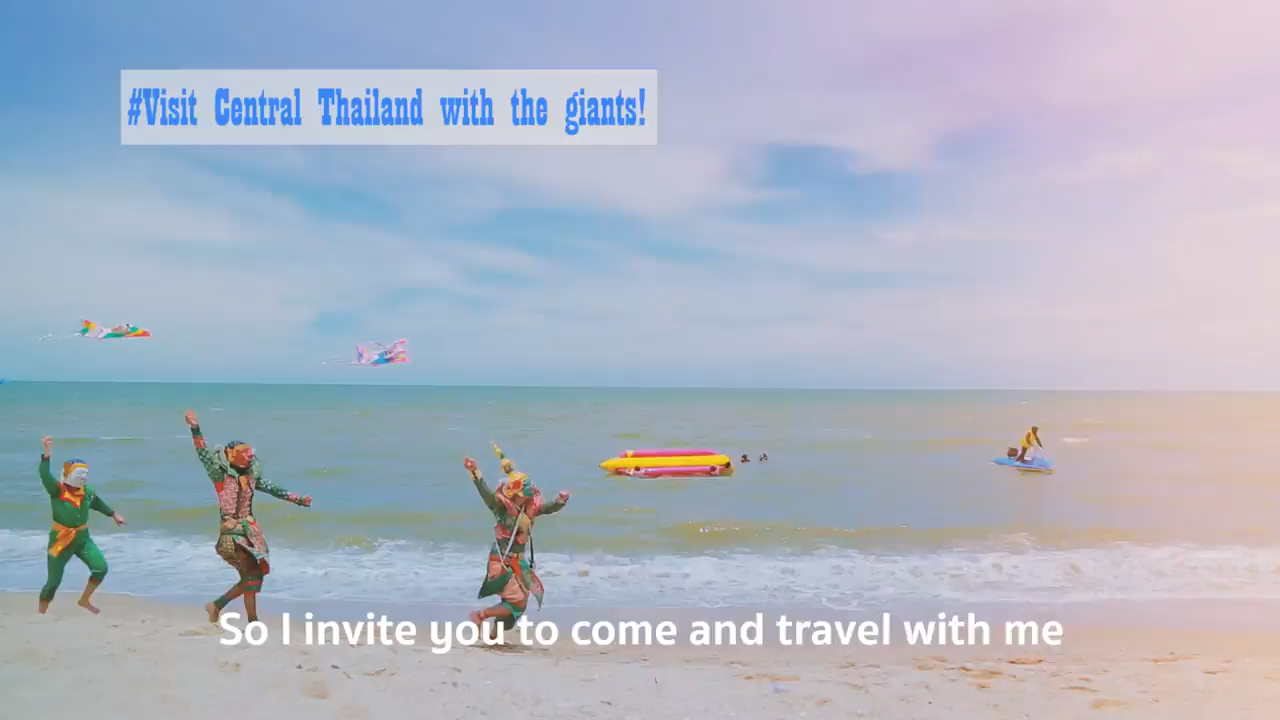 #Visit Central Thailand with the giants!
So I invite you to come and travel with me